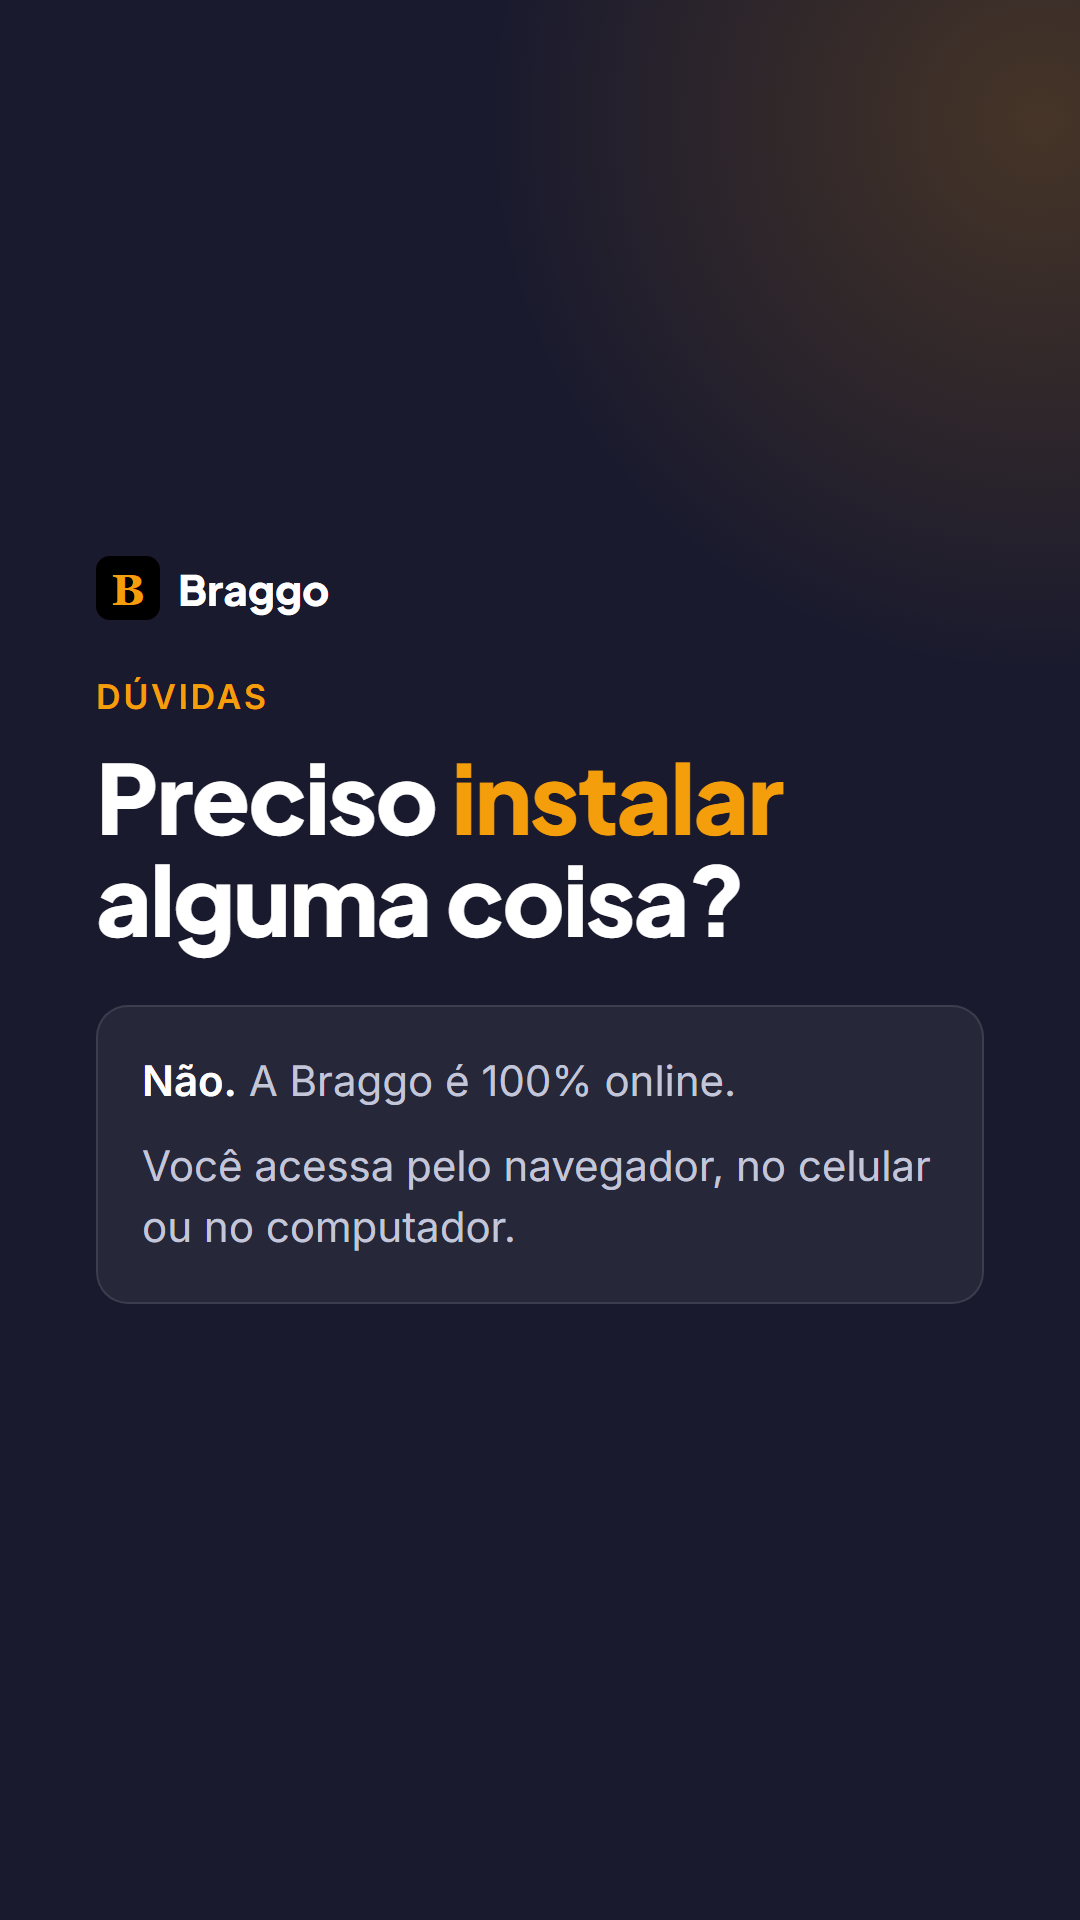 B Braggo
DÚVIDAS
Preciso instalar
alguma coisa?
Não. A Braggo é 100% online.
Você acessa pelo navegador, no celular
ou no computador.